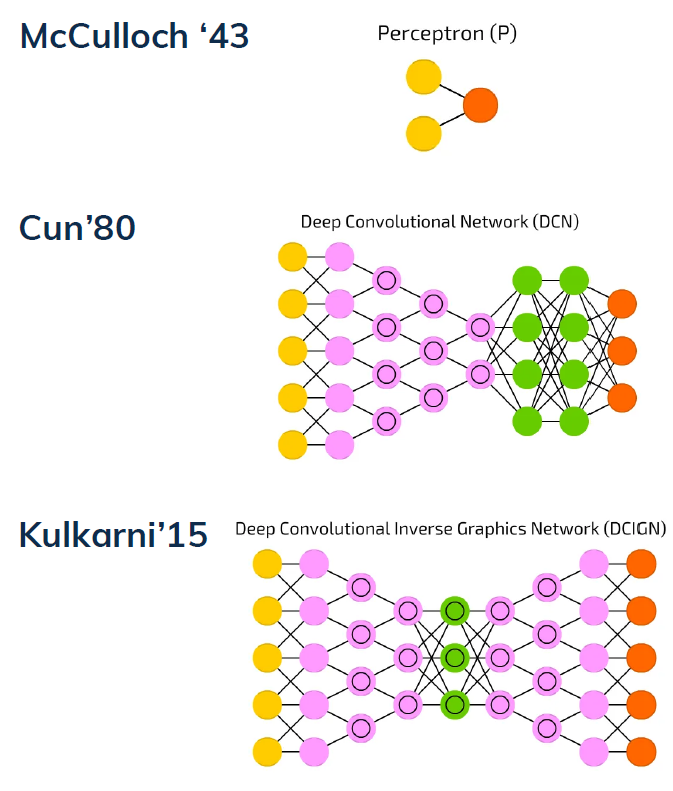 McCulloch ‘43
Perceptron (P)
Cun’80
Deep Convolutional Network (DCN)
Kulkarni’15
Deep Convolutional Inverse Graphics Network (DCIGN)